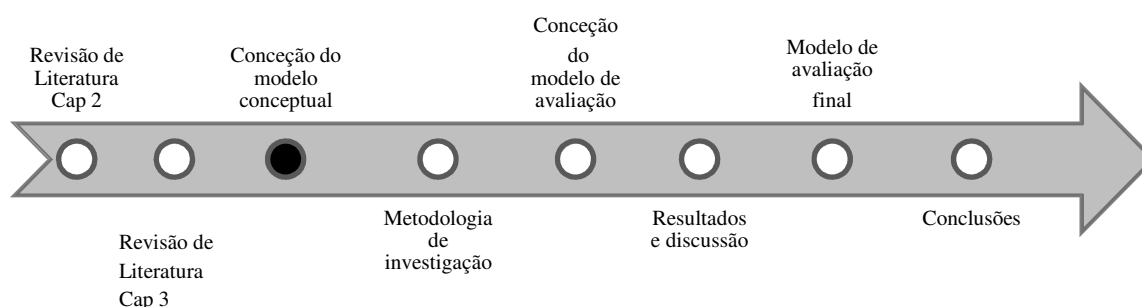 Revisão de
Literatura
Cap 2
Revisão de
Literatura
Cap 3
Conceção do
modelo
conceptual
Metodologia
de
investigação
Conceção
do
modelo de
avaliação
Resultados
e discussão
Modelo de
avaliação
final
Conclusões